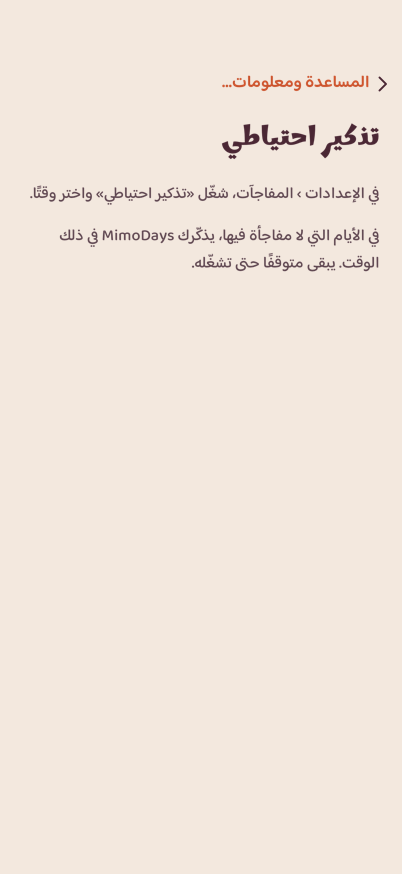 المساعدة ومعلومات...
تذكير احتياطي
في الإعدادات › المفاجآت، شغّل «تذكير احتياطي» واختر وقتًا.
في الأيام التي لا مفاجأة فيها، يذكّرك MimoDays في ذلك
الوقت. يبقى متوقفًا حتى تشغّله.